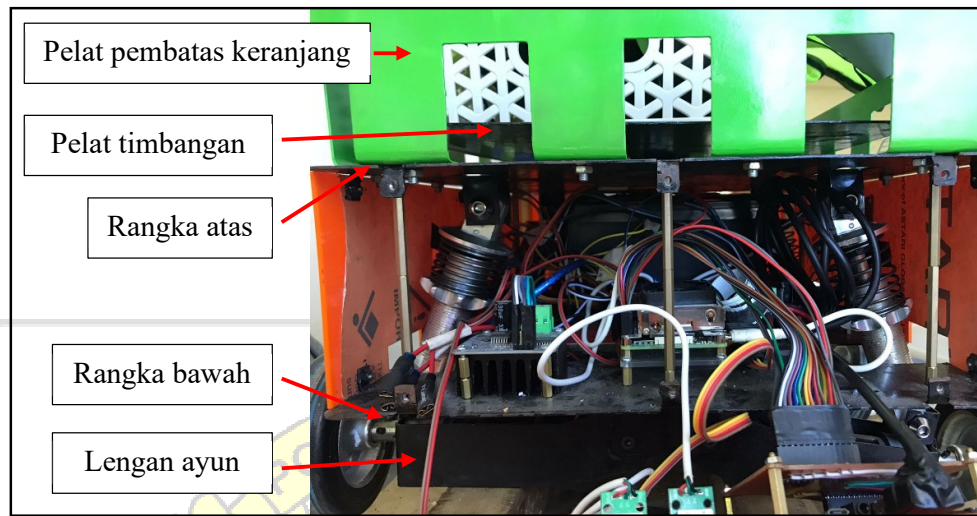 Pelat pembatas keranjang
Pelat timbangan
Rangka atas
Rangka bawah
Lengan ayun